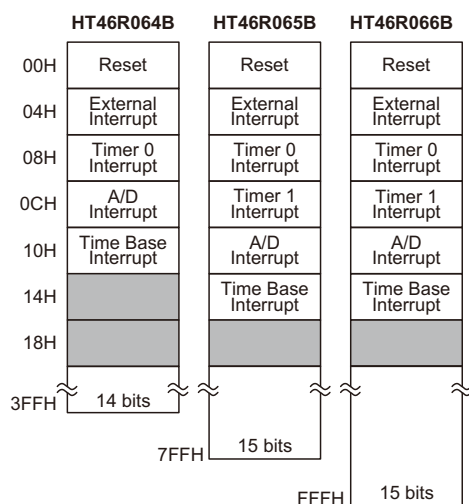 HT46R064B HT46R065B HT46R066B
00H Reset Reset Reset
04H External Interrupt External Interrupt External Interrupt
08H Timer 0 Interrupt Timer 0 Interrupt Timer 0 Interrupt
0CH A/D Interrupt Timer 1 Interrupt Timer 1 Interrupt
10H Time Base Interrupt A/D Interrupt A/D Interrupt
14H Time Base Interrupt Time Base Interrupt
18H
3FFH 14 bits
7FFH 15 bits
FFFH 15 bits